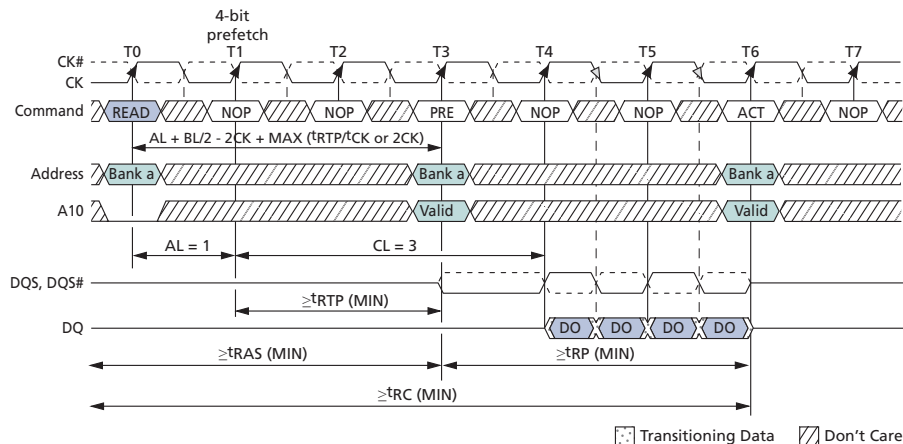 4-bit
prefetch
T0 T1 T2 T3 T4 T5 T6 T7
CK#
CK
Command READ NOP NOP PRE NOP NOP ACT NOP
AL + BL/2 - 2CK + MAX (tRTP/tCK or 2CK)
Address Bank a Bank a Bank a
A10 Valid Valid
AL = 1 CL = 3
DQS, DQS#
≥tRTP (MIN)
DQ DO DO DO DO
≥tRAS (MIN) ≥tRP (MIN)
≥tRC (MIN)
Transitioning Data Don't Care